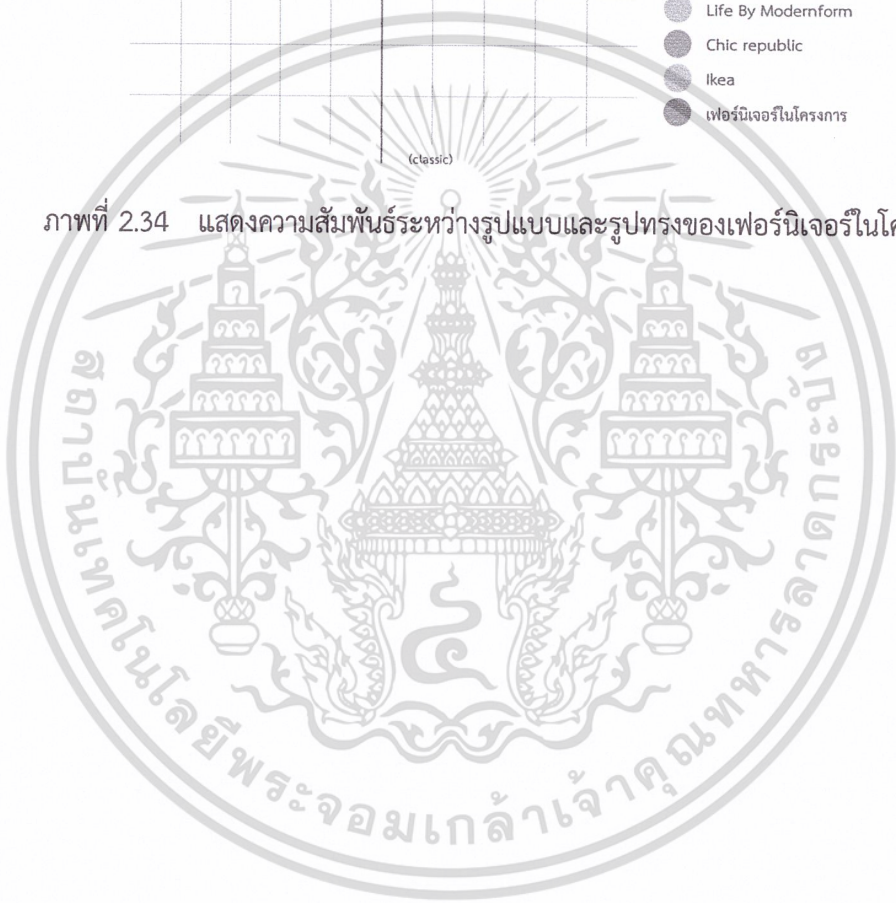 Life By Modernform
Chic republic
Ikea
เฟอร์นิเจอร์ในโครงการ
(classic)
ภาพที่ 2.34 แสดงความสัมพันธ์ระหว่างรูปแบบและรูปทรงของเฟอร์นิเจอร์ในโค
สถาบันเทคโนโลยีพระจอมเกล้าเจ้าคุณทหารลาดกระบัง